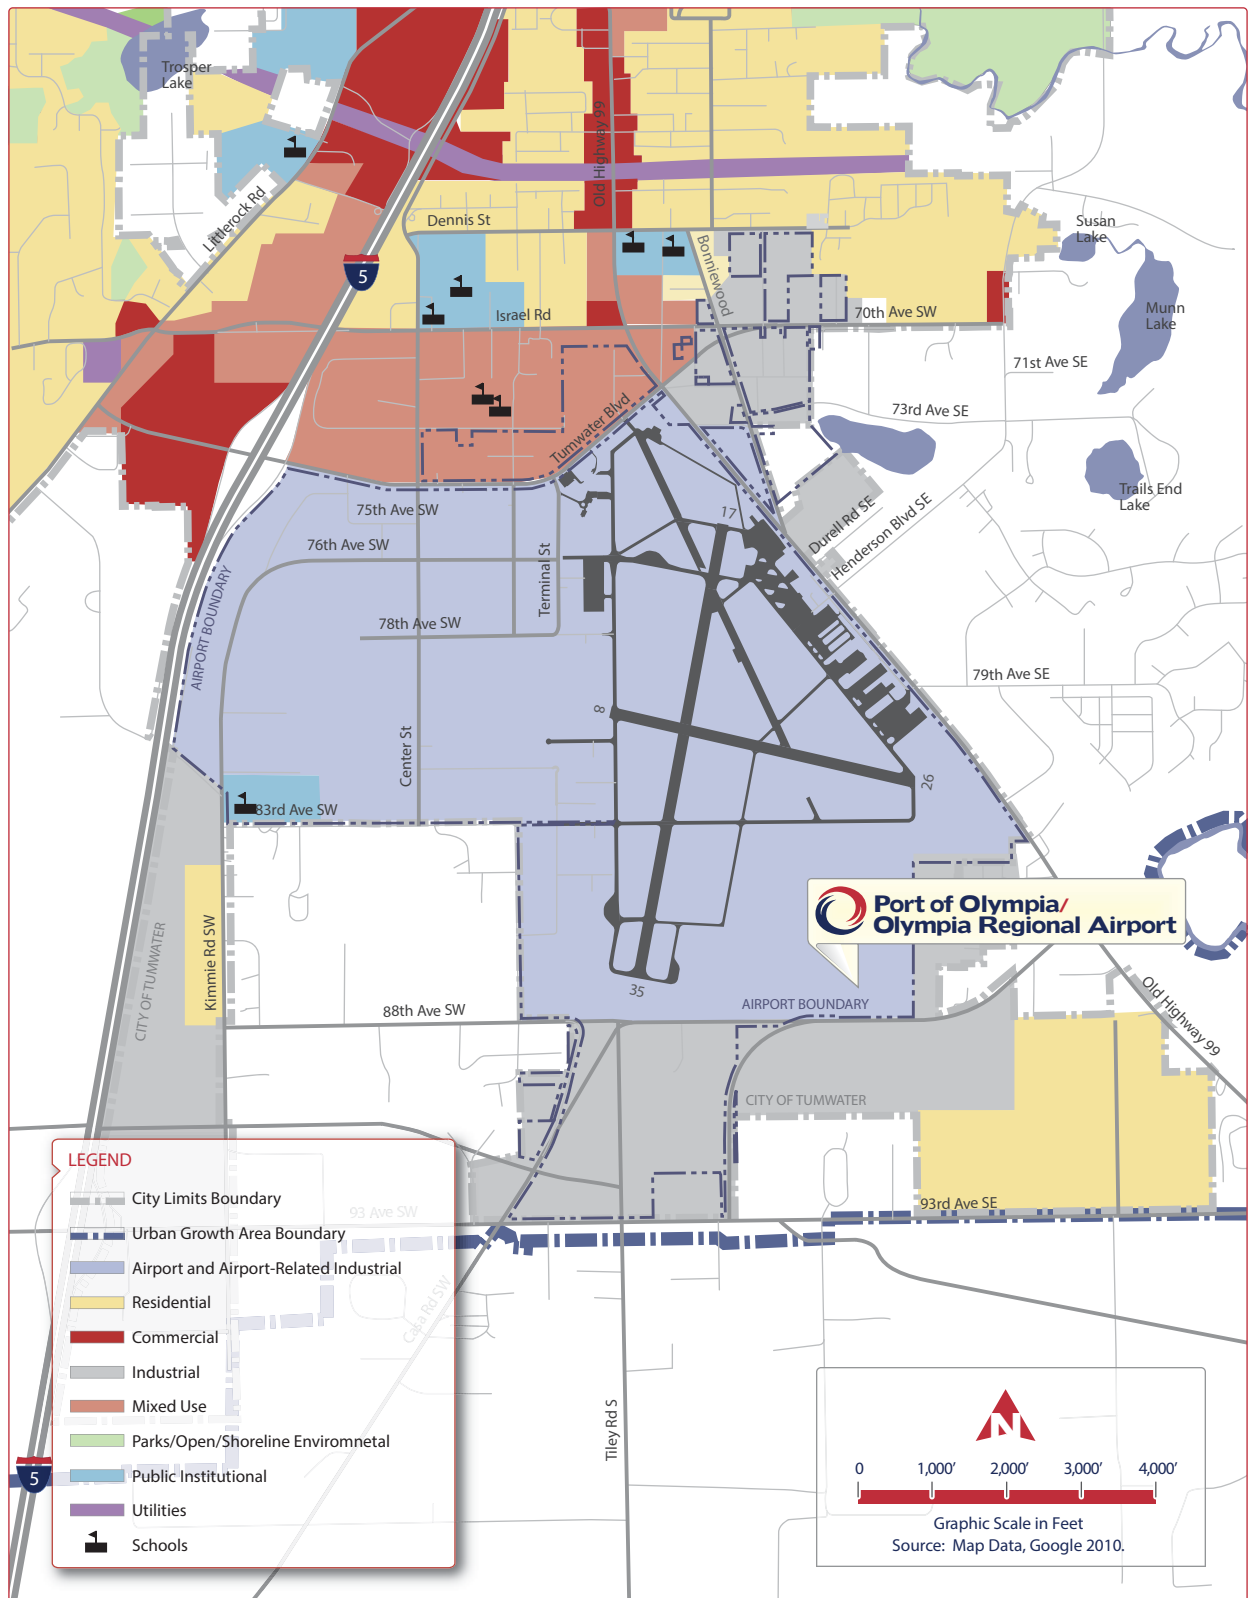 Trosper
Lake
Old Highway 99
Littlerock Rd
Dennis St
Bonniewood
Susan
Lake
5
Israel Rd
70th Ave SW
Munn
Lake
71st Ave SE
73rd Ave SE
Tumwater Blvd
Trails End
Lake
75th Ave SW
17
Durell Rd SE
Henderson Blvd SE
76th Ave SW
Terminal St
AIRPORT BOUNDARY
78th Ave SW
79th Ave SE
8
Center St
26
83rd Ave SW
Port of Olympia/
Olympia Regional Airport
CITY OF TUMWATER
Kimmie Rd SW
35
AIRPORT BOUNDARY
88th Ave SW
Old Highway 99
CITY OF TUMWATER
93rd Ave SE
93 Ave SW
Case Rd SW
Tilley Rd S
LEGEND
City Limits Boundary
Urban Growth Area Boundary
Airport and Airport-Related Industrial
Residential
Commercial
Industrial
Mixed Use
Parks/Open/Shoreline Enviromnetal
Public Institutional
Utilities
Schools
5
N
0 1,000′ 2,000′ 3,000′ 4,000′
Graphic Scale in Feet
Source: Map Data, Google 2010.